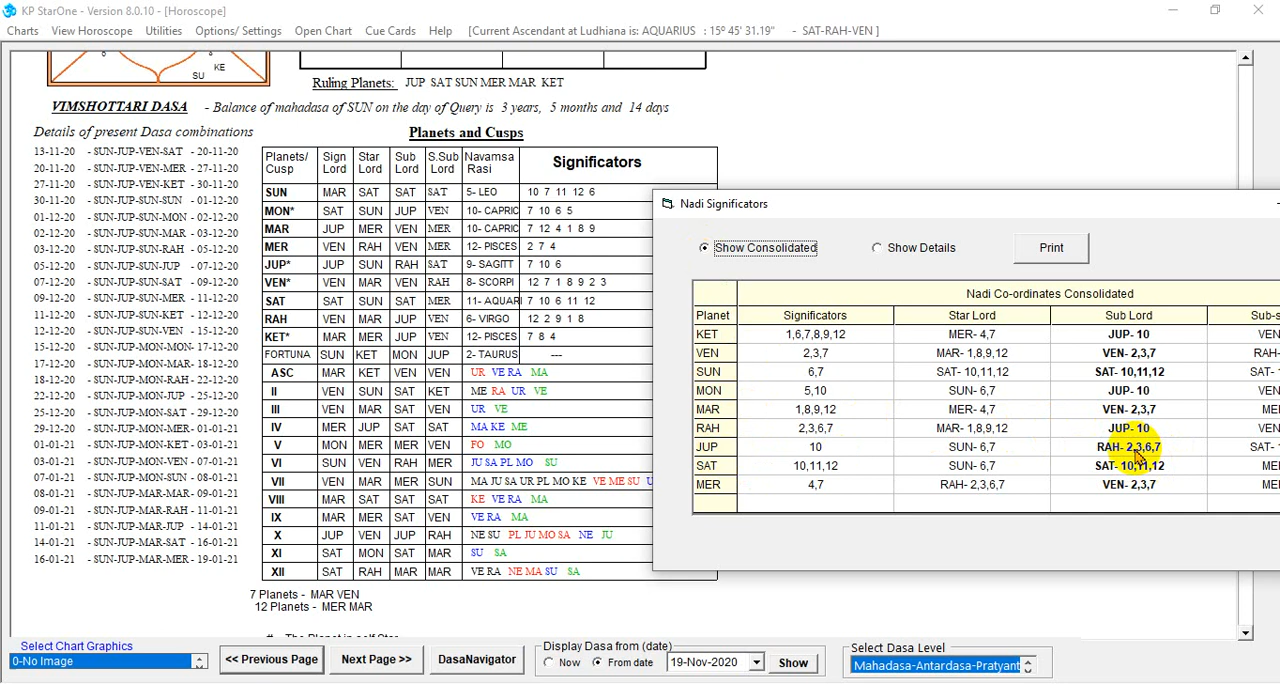 KP StarOne - Version 8.0.10 - [Horoscope]
Charts View Horoscope Utilities Options/ Settings Open Chart Cue Cards Help [Current Ascendant at Ludhiana is: AQUARIUS : 15º 45' 31.19" - SAT-RAH-VEN ]
SU KE
Ruling Planets: JUP SAT SUN MER MAR KET
VIMSHOTTARI DASA - Balance of mahadasa of SUN on the day of Query is 3 years, 5 months and 14 days
Details of present Dasa combinations
13-11-20 - SUN-JUP-VEN-SAT - 20-11-20
20-11-20 - SUN-JUP-VEN-MER - 27-11-20
27-11-20 - SUN-JUP-VEN-KET - 30-11-20
30-11-20 - SUN-JUP-SUN-SUN - 01-12-20
01-12-20 - SUN-JUP-SUN-MON - 02-12-20
02-12-20 - SUN-JUP-SUN-MAR - 03-12-20
03-12-20 - SUN-JUP-SUN-RAH - 05-12-20
05-12-20 - SUN-JUP-SUN-JUP - 07-12-20
07-12-20 - SUN-JUP-SUN-SAT - 09-12-20
09-12-20 - SUN-JUP-SUN-MER - 11-12-20
11-12-20 - SUN-JUP-SUN-KET - 12-12-20
12-12-20 - SUN-JUP-SUN-VEN - 15-12-20
15-12-20 - SUN-JUP-MON-MON- 17-12-20
17-12-20 - SUN-JUP-MON-MAR- 18-12-20
18-12-20 - SUN-JUP-MON-RAH - 22-12-20
22-12-20 - SUN-JUP-MON-JUP - 25-12-20
25-12-20 - SUN-JUP-MON-SAT - 29-12-20
29-12-20 - SUN-JUP-MON-MER- 01-01-21
01-01-21 - SUN-JUP-MON-KET - 03-01-21
03-01-21 - SUN-JUP-MON-VEN - 07-01-21
07-01-21 - SUN-JUP-MON-SUN - 08-01-21
08-01-21 - SUN-JUP-MAR-MAR- 09-01-21
09-01-21 - SUN-JUP-MAR-RAH - 11-01-21
11-01-21 - SUN-JUP-MAR-JUP - 14-01-21
14-01-21 - SUN-JUP-MAR-SAT - 16-01-21
16-01-21 - SUN-JUP-MAR-MER - 19-01-21
Planets and Cusps
Planets/ Cusp Sign Lord Star Lord Sub Lord S.Sub Lord Navamsa Rasi Significators
SUN MAR SAT SAT SAT 5- LEO 10 7 11 12 6
MON* SAT SUN JUP VEN 10- CAPRIC 7 10 6 5
MAR JUP MER VEN MER 10- CAPRIC 7 12 4 1 8 9
MER VEN RAH VEN MER 12- PISCES 2 7 4
JUP* JUP SUN RAH SAT 9- SAGITT 7 10 6
VEN* VEN MAR VEN RAH 8- SCORPI 12 7 1 8 9 2 3
SAT SAT SUN SAT MER 11- AQUARI 7 10 6 11 12
RAH VEN MAR JUP VEN 6- VIRGO 12 2 9 1 8
KET* MAR MER JUP VEN 12- PISCES 7 8 4
FORTUNA SUN KET MON JUP 2- TAURUS ---
ASC MAR KET VEN VEN UR VE RA MA
II VEN SUN SAT KET ME RA UR VE
III VEN MAR SAT VEN UR VE
IV MER JUP SAT SAT MA KE ME
V MON MER MER VEN FO MO
VI SUN VEN RAH MER JU SA PL MO SU
VII VEN MAR MER SUN MA JU SA UR PL MO KE VE ME SU U
VIII MAR SAT SAT SAT KE VE RA MA
IX MAR MER SAT VEN VE RA MA
X JUP VEN JUP RAH NE SU PL JU MO SA NE JU
XI SAT MON SAT MAR SU SA
XII SAT RAH MAR MAR VE RA NE MA SU SA
7 Planets - MAR VEN
12 Planets - MER MAR
Nadi Significators
Show Consolidated Show Details Print
Nadi Co-ordinates Consolidated
Planet Significators Star Lord Sub Lord Sub-s
KET 1,6,7,8,9,12 MER- 4,7 JUP- 10 VEN
VEN 2,3,7 MAR- 1,8,9,12 VEN- 2,3,7 RAH-
SUN 6,7 SAT- 10,11,12 SAT- 10,11,12 SAT- 1
MON 5,10 SUN- 6,7 JUP- 10 VEN
MAR 1,8,9,12 MER- 4,7 VEN- 2,3,7 ME
RAH 2,3,6,7 MAR- 1,8,9,12 JUP- 10 VEN
JUP 10 SUN- 6,7 RAH- 2,3,6,7 SAT- 1
SAT 10,11,12 SUN- 6,7 SAT- 10,11,12 ME
MER 4,7 RAH- 2,3,6,7 VEN- 2,3,7 ME
Select Chart Graphics
0-No Image
<< Previous Page Next Page >> DasaNavigator
Display Dasa from (date)
Now From date 19-Nov-2020 Show
Select Dasa Level
Mahadasa-Antardasa-Pratyant